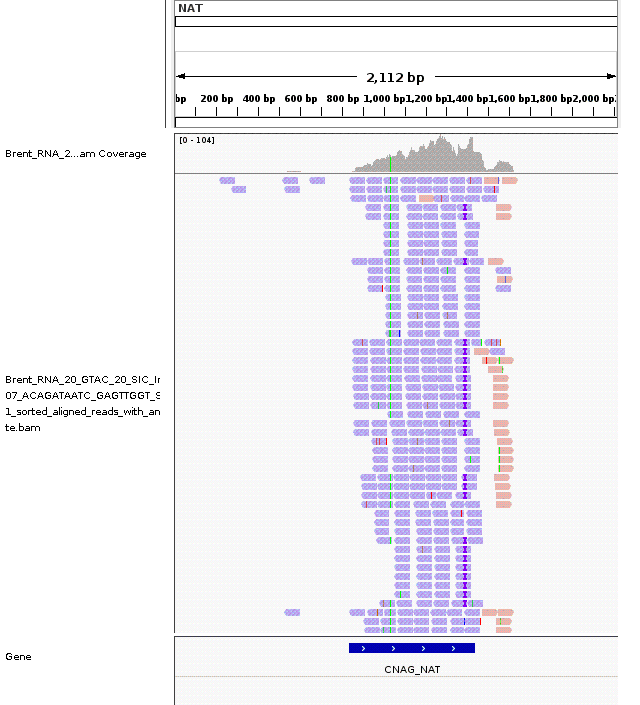 NAT
2,112 bp
bp 200 bp 400 bp 600 bp 800 bp 1,000 bp 1,200 bp 1,400 bp 1,600 bp 1,800 bp 2,000 bp
[0 - 104]
Brent_RNA_2...am Coverage
Brent_RNA_20_GTAC_20_SIC_Ir
07_ACAGATAATC_GAGTTGGT_S
1_sorted_aligned_reads_with_an
te.bam
Gene
CNAG_NAT